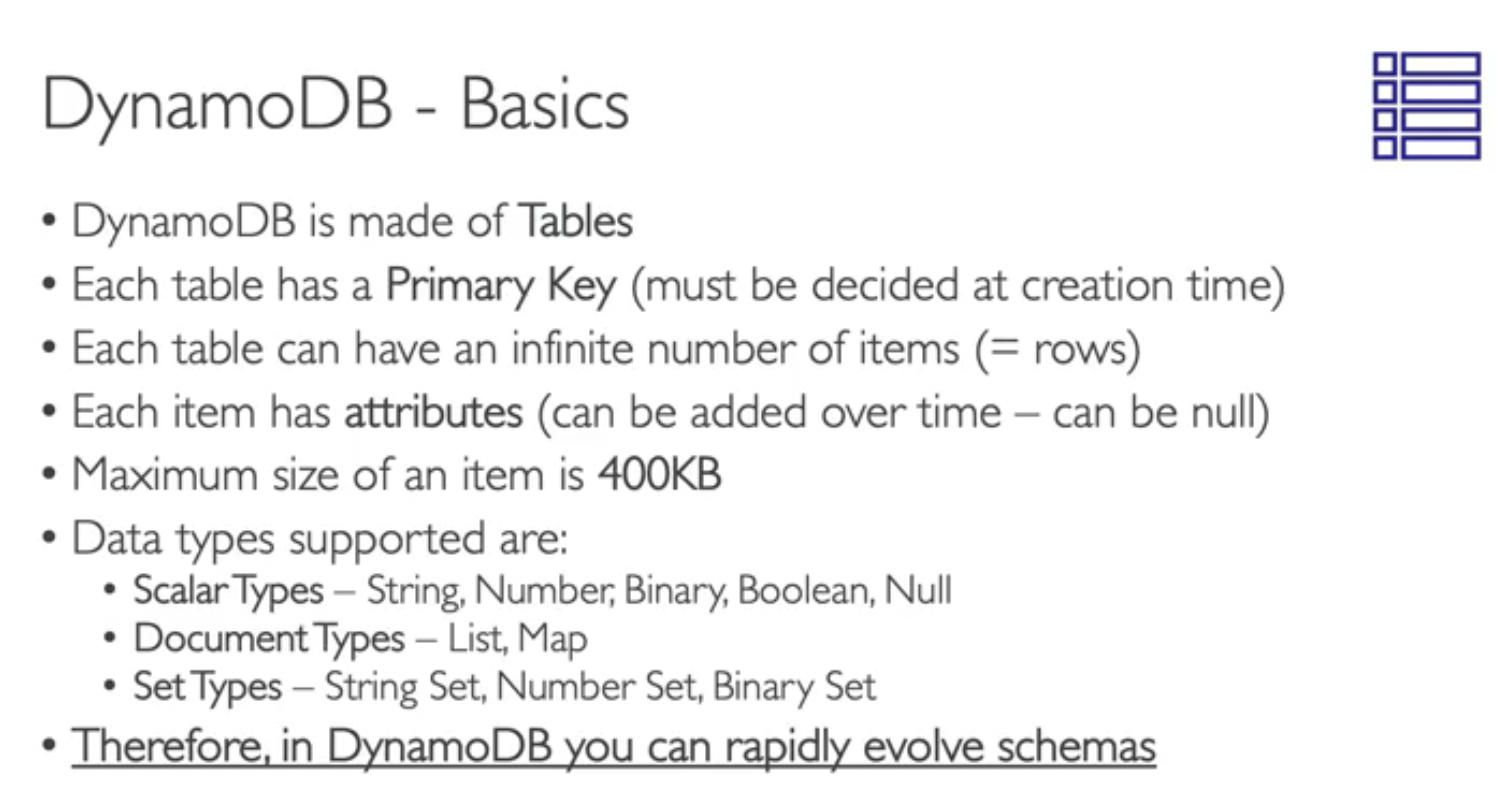 DynamoDB - Basics
• DynamoDB is made of Tables
• Each table has a Primary Key (must be decided at creation time)
• Each table can have an infinite number of items (= rows)
• Each item has attributes (can be added over time – can be null)
• Maximum size of an item is 400KB
• Data types supported are:
• Scalar Types – String, Number, Binary, Boolean, Null
• Document Types – List, Map
• Set Types – String Set, Number Set, Binary Set
• Therefore, in DynamoDB you can rapidly evolve schemas